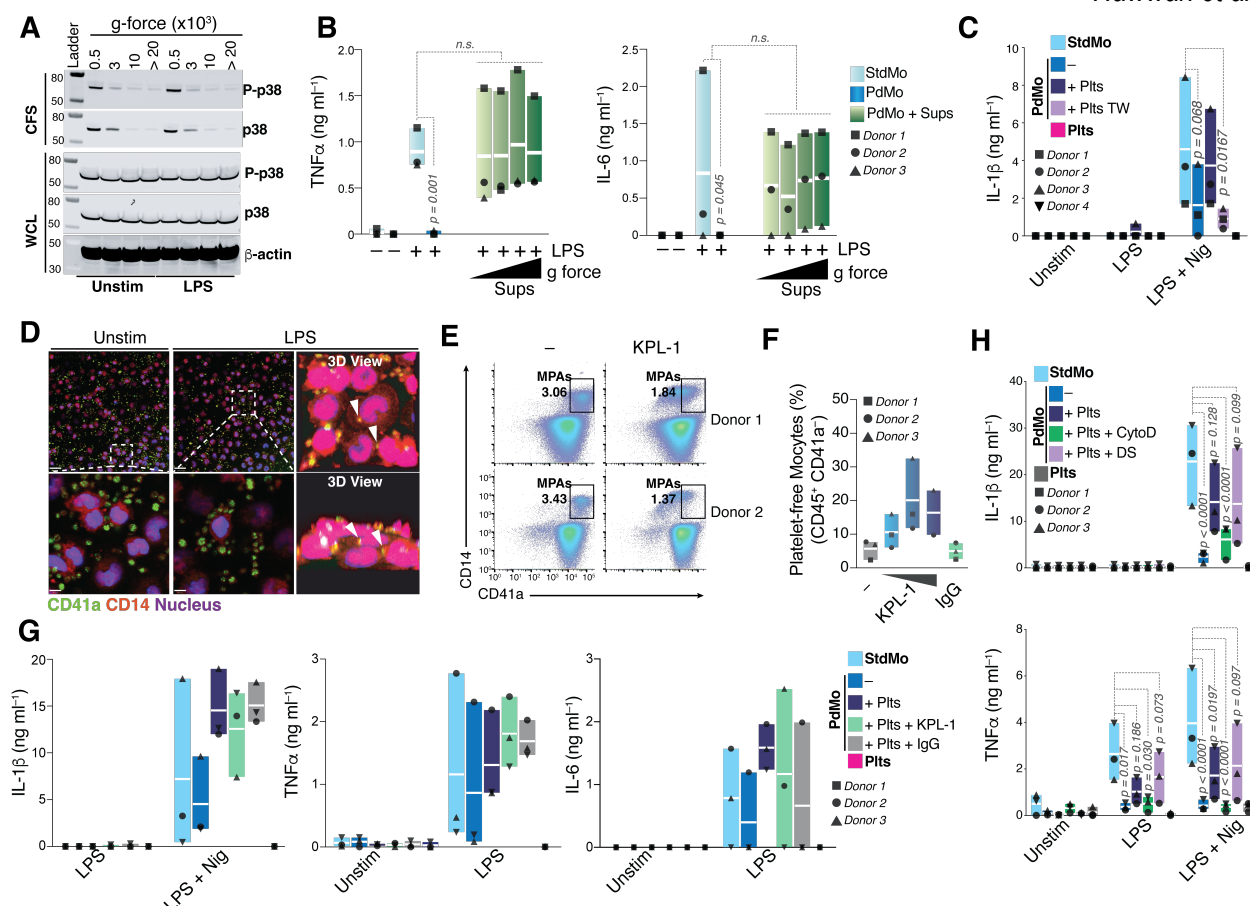 A
g-force (x10³)
Ladder
0.5
3
10
> 20
0.5
3
10
> 20
CFS
80
50
P-p38
80
50
p38
WCL
80
50
P-p38
80
50
p38
50
30
β-actin
Unstim
LPS
B
TNFα (ng ml⁻¹)
2.0
1.5
1.0
0.5
0
n.s.
p = 0.001
– – + + + + + + LPS
g force
Sups
IL-6 (ng ml⁻¹)
2.5
2.0
1.5
1.0
0.5
0
n.s.
p = 0.045
– – + + + + + + LPS
g force
Sups
StdMo
PdMo
PdMo + Sups
Donor 1
Donor 2
Donor 3
C
IL-1β (ng ml⁻¹)
10
8
6
4
2
0
StdMo
PdMo
–
+ Plts
+ Plts TW
Plts
Donor 1
Donor 2
Donor 3
Donor 4
p = 0.068
p = 0.0167
Unstim
LPS
LPS + Nig
D
Unstim
LPS
3D View
3D View
CD41a CD14 Nucleus
E
–
KPL-1
MPAs
3.06
MPAs
1.84
Donor 1
MPAs
3.43
MPAs
1.37
Donor 2
10⁵
10⁴
10³
10²
10¹
10⁰
10⁰ 10¹ 10² 10³ 10⁴ 10⁵
CD14
CD41a
F
Platelet-free Mocytes (%)
(CD45⁺ CD41a⁻)
50
40
30
20
10
0
Donor 1
Donor 2
Donor 3
–
KPL-1
IgG
H
IL-1β (ng ml⁻¹)
40
30
20
10
0
StdMo
PdMo
–
+ Plts
+ Plts + CytoD
+ Plts + DS
Plts
Donor 1
Donor 2
Donor 3
p < 0.0001
p = 0.128
p < 0.0001
p = 0.099
TNFα (ng ml⁻¹)
8
6
4
2
0
p = 0.017
p = 0.186
p = 0.030
p = 0.073
p < 0.0001
p = 0.0197
p < 0.0001
p = 0.097
Unstim
LPS
LPS + Nig
G
IL-1β (ng ml⁻¹)
20
15
10
5
0
LPS
LPS + Nig
TNFα (ng ml⁻¹)
3
2
1
0
Unstim
LPS
IL-6 (ng ml⁻¹)
3
2
1
0
Unstim
LPS
StdMo
PdMo
–
+ Plts
+ Plts + KPL-1
+ Plts + IgG
Plts
Donor 1
Donor 2
Donor 3